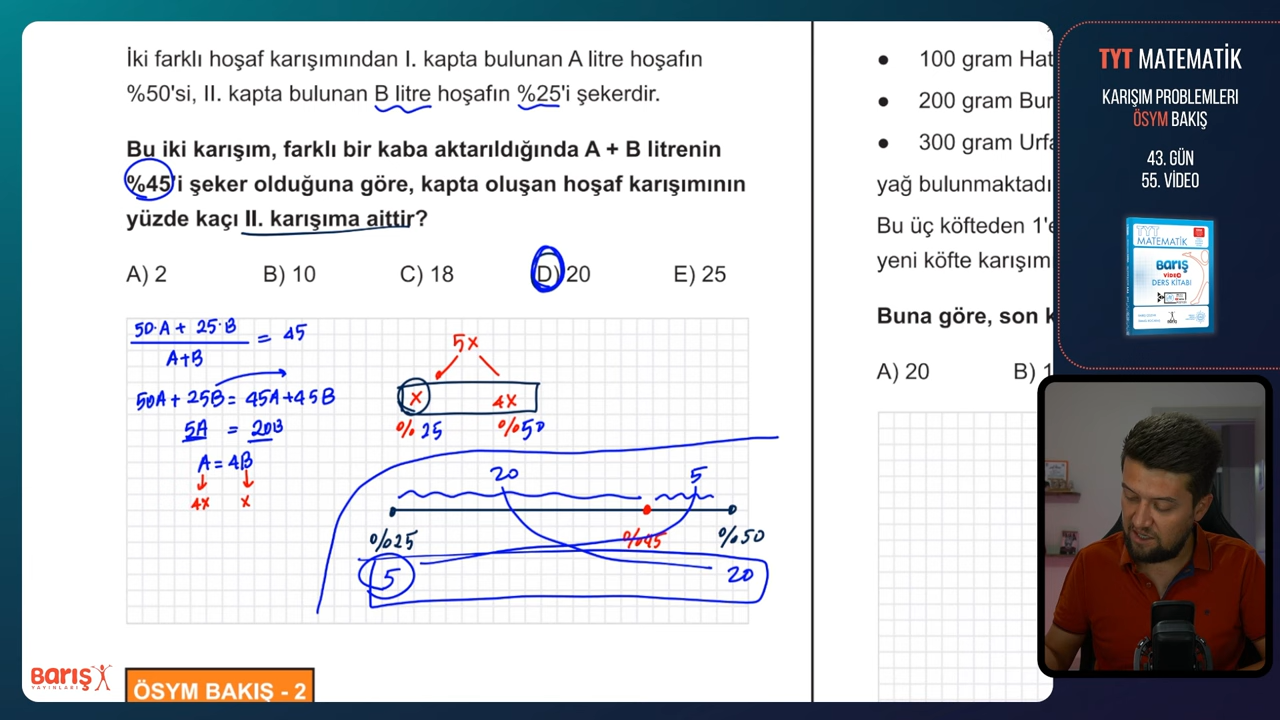 İki farklı hoşaf karışımından I. kapta bulunan A litre hoşafın
%50'si, II. kapta bulunan B litre hoşafın %25'i şekerdir.
Bu iki karışım, farklı bir kaba aktarıldığında A + B litrenin
%45'i şeker olduğuna göre, kapta oluşan hoşaf karışımının
yüzde kaçı II. karışıma aittir?
A) 2 B) 10 C) 18 D) 20 E) 25
50·A + 25·B = 45
A+B
50A + 25B = 45A+45B
5A = 20B
A = 4B
4x x
5x
x 4x
%25 %50
20 5
%25 %45 %50
5 20
BARIŞ
YAYINLARI
ÖSYM BAKIŞ - 2
● 100 gram Hat
● 200 gram Bur
● 300 gram Urfa
yağ bulunmaktadı
Bu üç köfteden 1'e
yeni köfte karışım
Buna göre, son k
A) 20 B) 1
TYT MATEMATİK
KARIŞIM PROBLEMLERI
ÖSYM BAKIŞ
43. GÜN
55. VİDEO
TYT
MATEMATİK
BARIŞ
VİDEO
DERS KİTABI